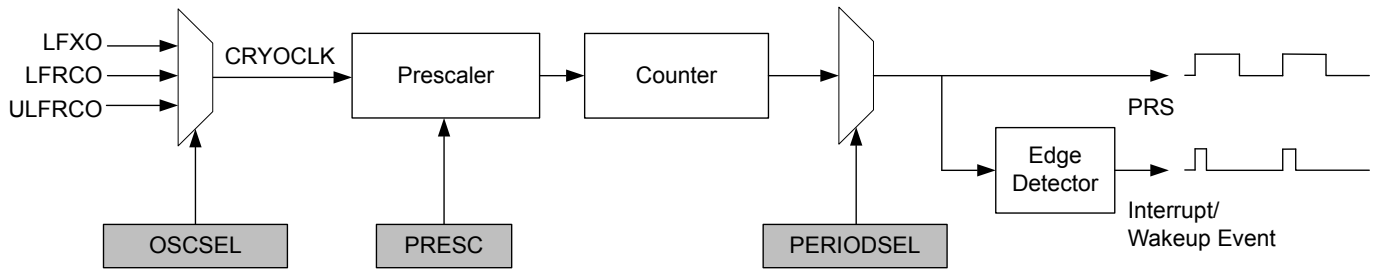 LFXO
LFRCO
ULFRCO
CRYOCLK
Prescaler
Counter
PRS
Edge
Detector
Interrupt/
Wakeup Event
OSCSEL
PRESC
PERIODSEL